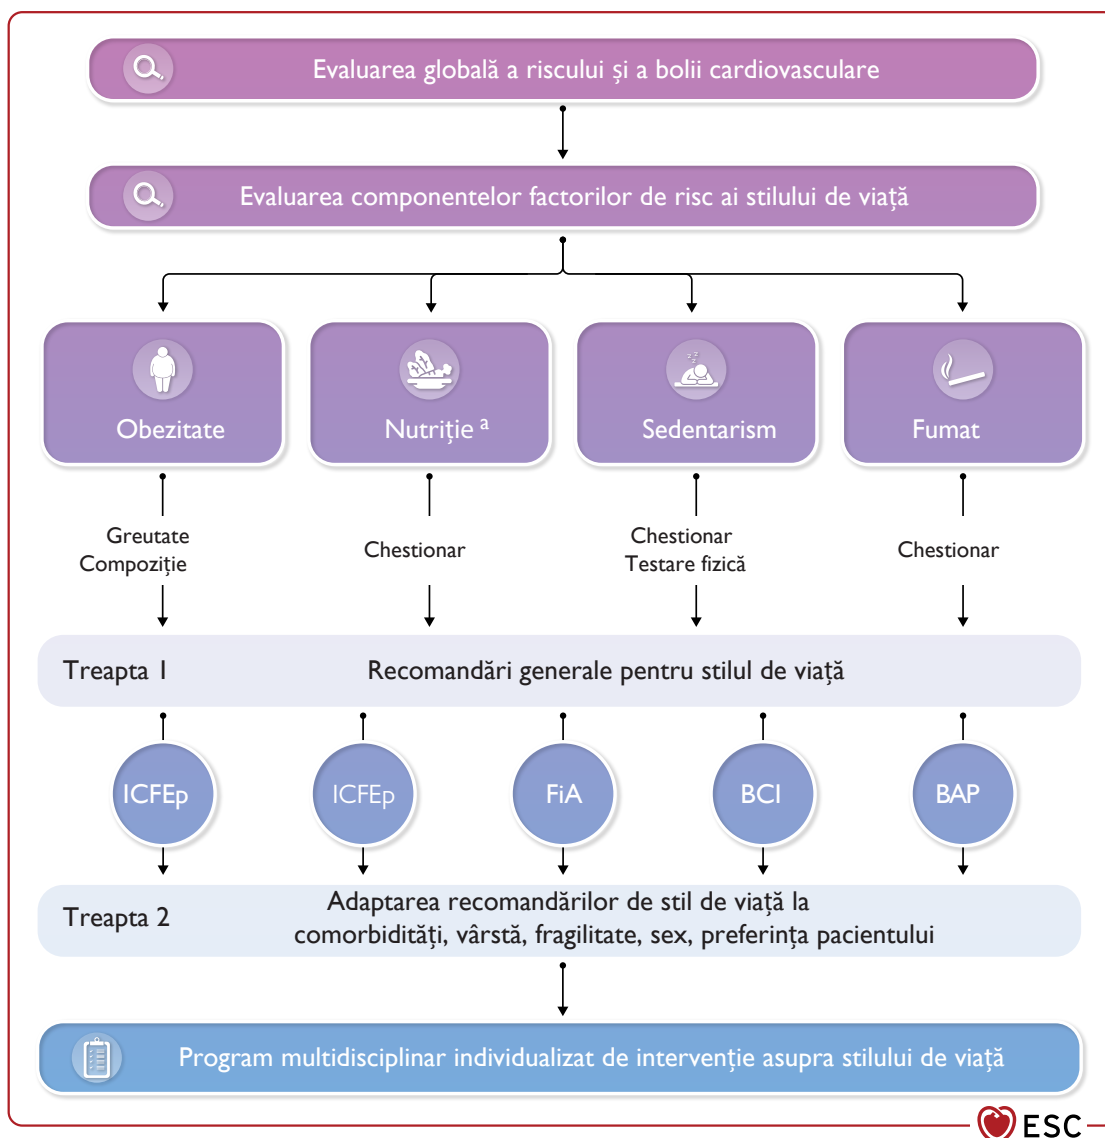 Evaluarea globală a riscului și a bolii cardiovasculare
Evaluarea componentelor factorilor de risc ai stilului de viață
z z z
Obezitate
Nutriție a
Sedentarism
Fumat
Greutate
Compoziție
Chestionar
Chestionar
Testare fizică
Chestionar
Treapta 1
Recomandări generale pentru stilul de viață
ICFEp
ICFEp
FiA
BCI
BAP
Treapta 2
Adaptarea recomandărilor de stil de viață la
comorbidități, vârstă, fragilitate, sex, preferința pacientului
Program multidisciplinar individualizat de intervenție asupra stilului de viață
ESC